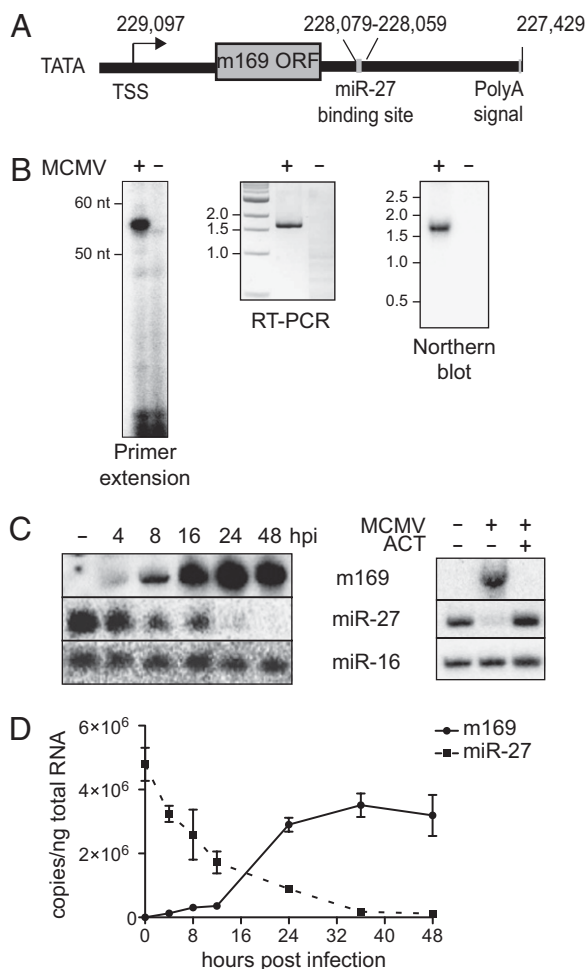 A
229,097
228,079-228,059
227,429
TATA
m169 ORF
TSS
miR-27
binding site
PolyA
signal
B
MCMV + −
60 nt
50 nt
Primer
extension
+ −
2.0
1.5
1.0
RT-PCR
+ −
2.5
2.0
1.5
1.0
0.5
Northern
blot
C
− 4 8 16 24 48 hpi
MCMV − + +
ACT − − +
m169
miR-27
miR-16
D
m169
miR-27
6×10⁶
4×10⁶
2×10⁶
0
copies/ng total RNA
0 8 16 24 32 40 48
hours post infection